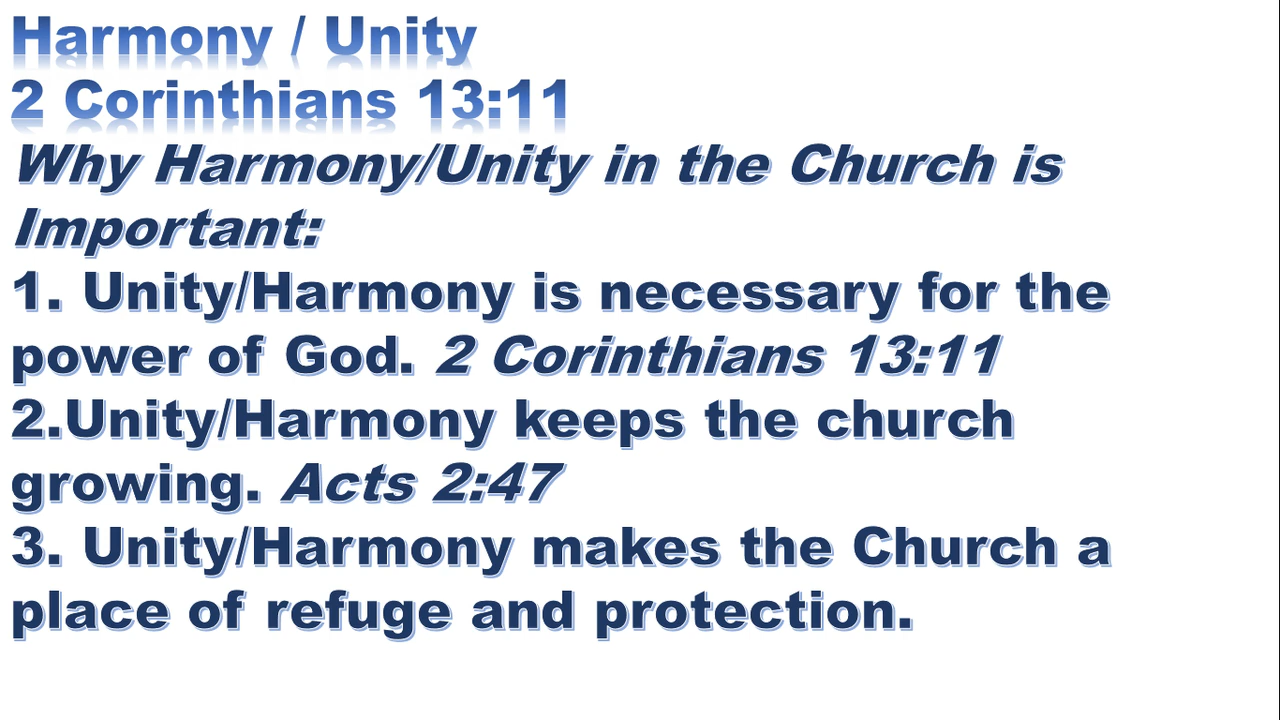 Harmony / Unity
2 Corinthians 13:11
Why Harmony/Unity in the Church is
Important:
1. Unity/Harmony is necessary for the
power of God. 2 Corinthians 13:11
2.Unity/Harmony keeps the church
growing. Acts 2:47
3. Unity/Harmony makes the Church a
place of refuge and protection.